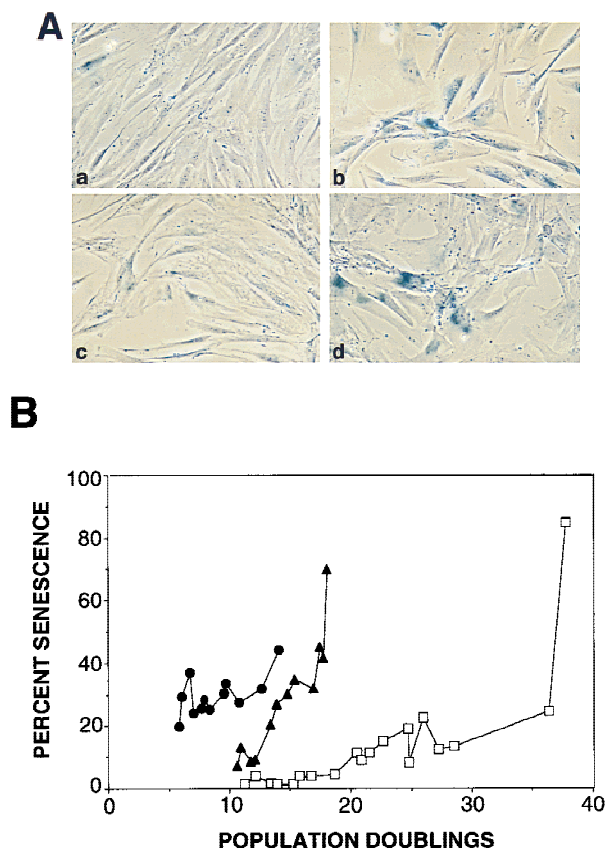 A
a
b
c
d
B
100
80
60
40
20
0
PERCENT SENESCENCE
0
10
20
30
40
POPULATION DOUBLINGS